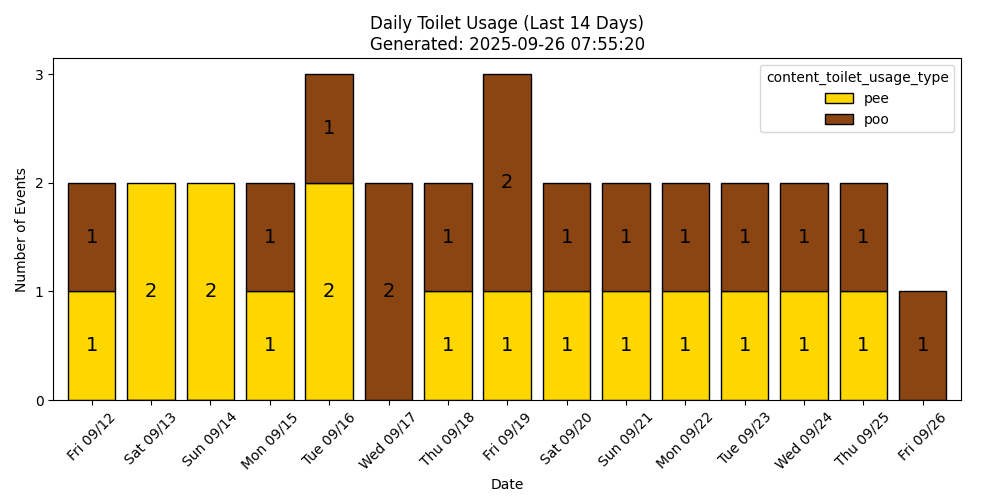 Daily Toilet Usage (Last 14 Days)
Generated: 2025-09-26 07:55:20
content_toilet_usage_type
pee
poo
Number of Events
3
2
1
0
1 1 1 2 1 1 1 1 1 1 1
1 2 2 1 2 2 1 1 1 1 1 1 1 1 1
Fri 09/12
Sat 09/13
Sun 09/14
Mon 09/15
Tue 09/16
Wed 09/17
Thu 09/18
Fri 09/19
Sat 09/20
Sun 09/21
Mon 09/22
Tue 09/23
Wed 09/24
Thu 09/25
Fri 09/26
Date